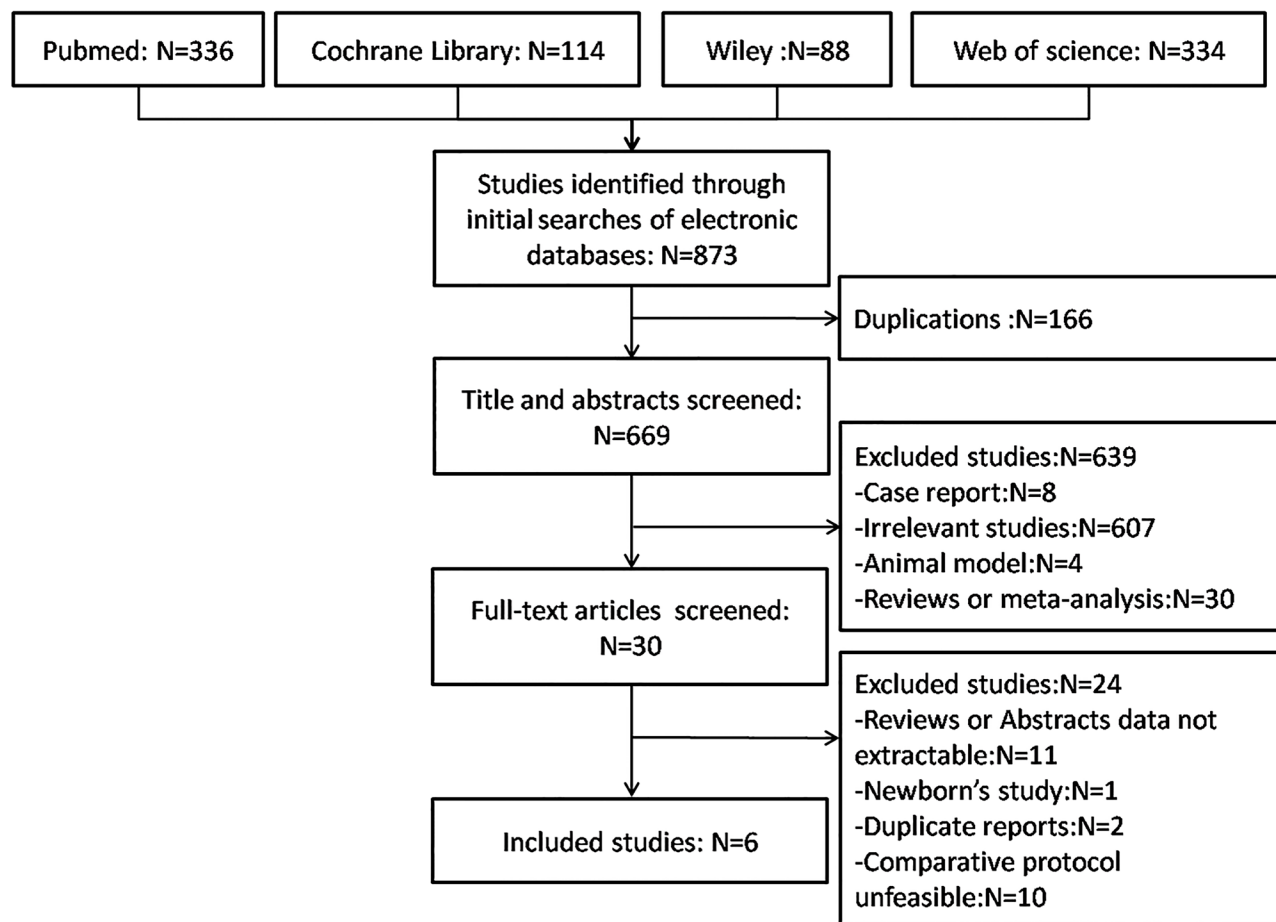 Pubmed: N=336
Cochrane Library: N=114
Wiley :N=88
Web of science: N=334
Studies identified through
initial searches of electronic
databases: N=873
Duplications :N=166
Title and abstracts screened:
N=669
Excluded studies:N=639
-Case report:N=8
-Irrelevant studies:N=607
-Animal model:N=4
-Reviews or meta-analysis:N=30
Full-text articles screened:
N=30
Excluded studies:N=24
-Reviews or Abstracts data not
extractable:N=11
-Newborn’s study:N=1
-Duplicate reports:N=2
-Comparative protocol
unfeasible:N=10
Included studies: N=6